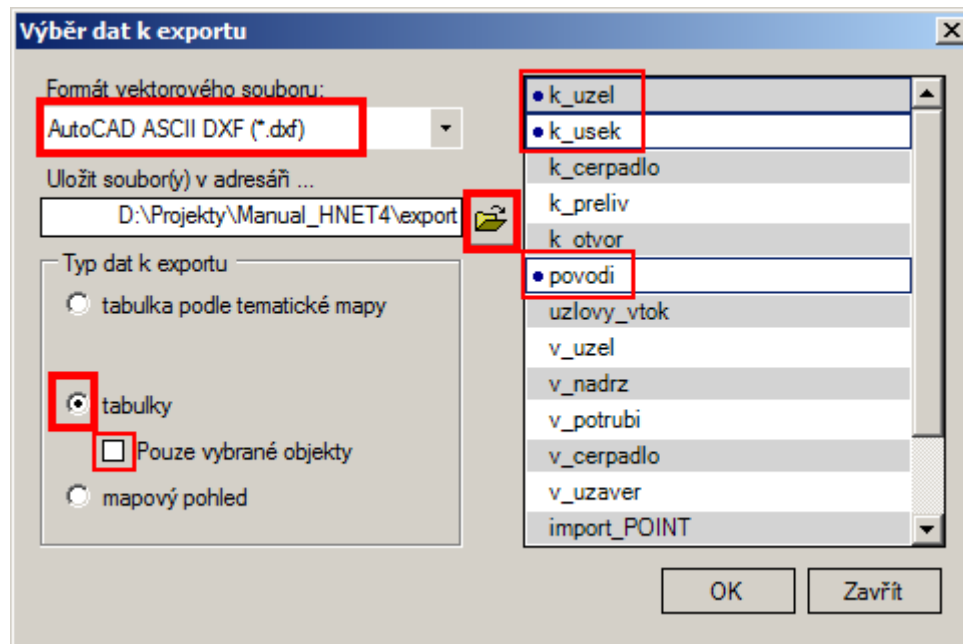 Výběr dat k exportu
Formát vektorového souboru:
AutoCAD ASCII DXF (*.dxf)
Uložit soubor(y) v adresáři ...
D:\Projekty\Manual_HNET4\export
Typ dat k exportu
tabulka podle tematické mapy
tabulky
Pouze vybrané objekty
mapový pohled
k_uzel
k_usek
k_cerpadlo
k_preliv
k_otvor
povodi
uzlovy_vtok
v_uzel
v_nadrz
v_potrubi
v_cerpadlo
v_uzaver
import_POINT
OK
Zavřít